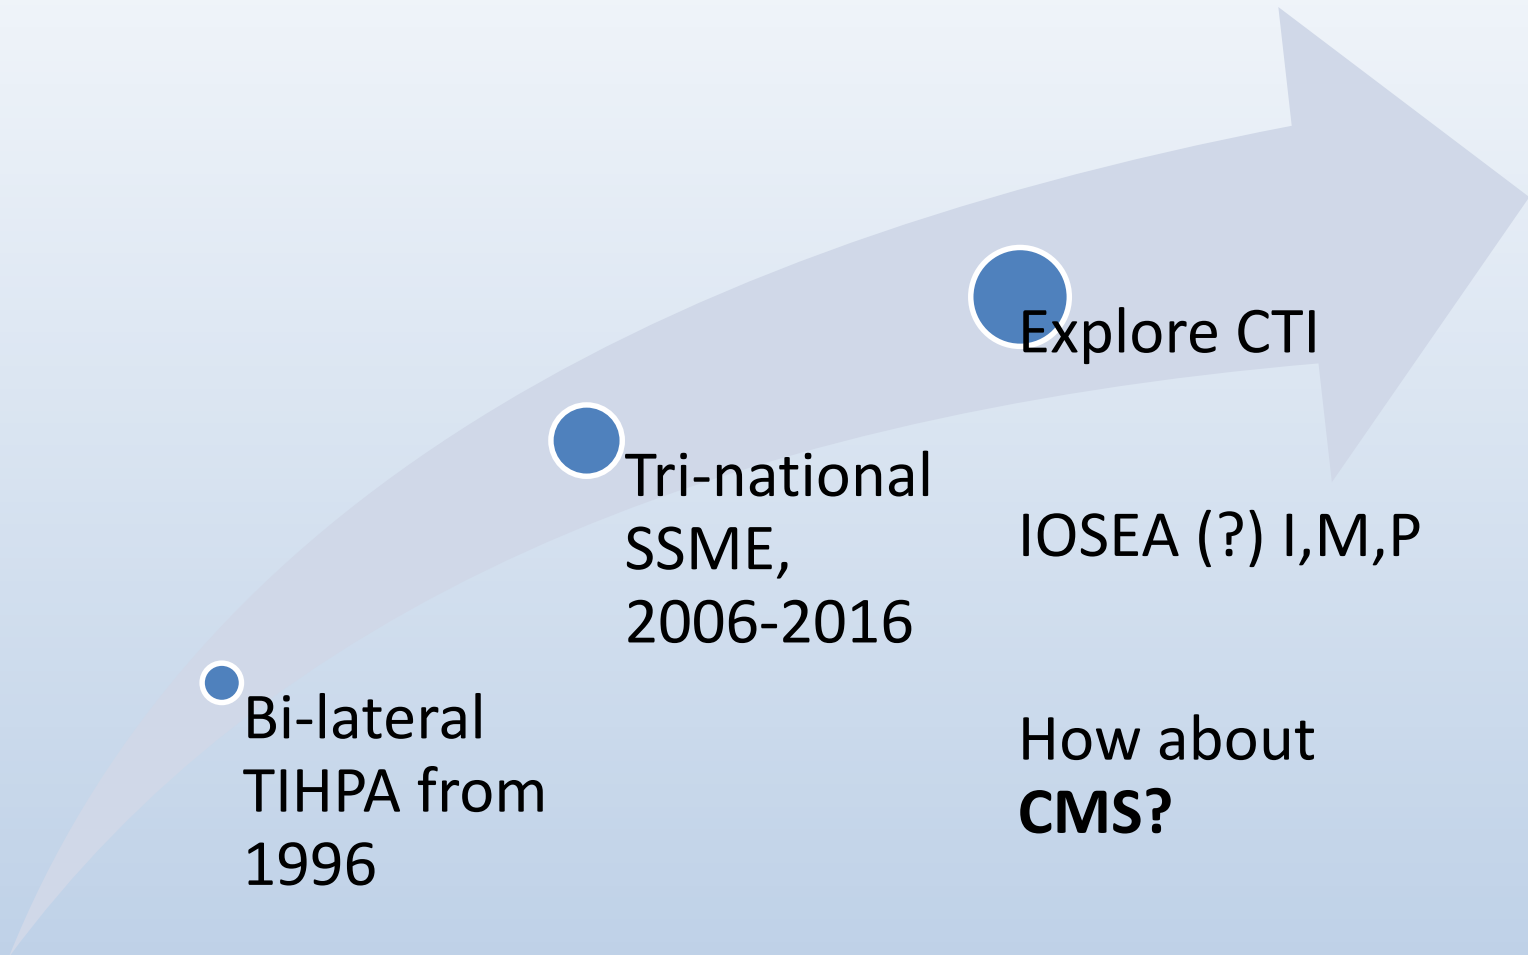 Bi-lateral
TIHPA from
1996
Tri-national
SSME,
2006-2016
Explore CTI
IOSEA (?) I,M,P
How about
CMS?